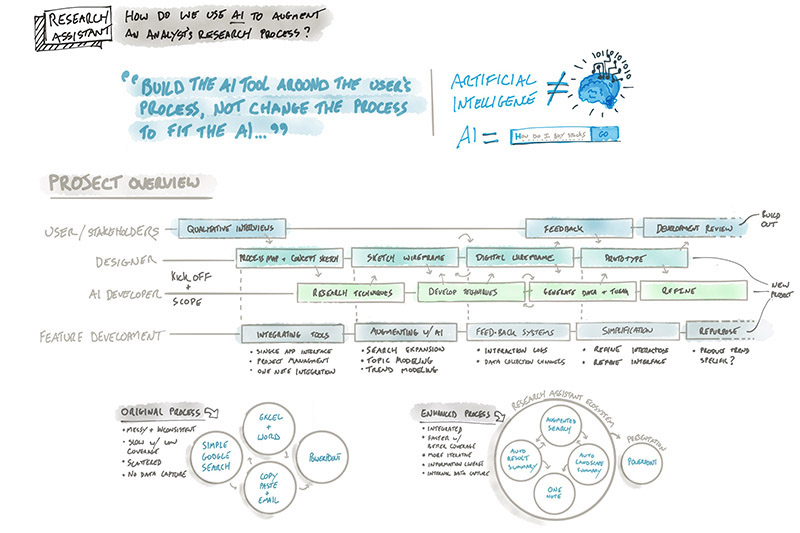 RESEARCH
ASSISTANT
HOW DO WE USE AI TO AUGMENT
AN ANALYST'S RESEARCH PROCESS?
"BUILD THE AI TOOL AROUND THE USER'S
PROCESS, NOT CHANGE THE PROCESS
TO FIT THE AI..."
ARTIFICIAL
INTELLIGENCE ≠
101010101010
AI =
HOW DO I BUY STOCKS
GO
PROJECT OVERVIEW
USER/STAKEHOLDERS
QUALITATIVE INTERVIEWS
FEEDBACK
DEVELOPMENT REVIEW
BUILD
OUT
DESIGNER
PROCESS MAP + CONCEPT SKETCH
SKETCH WIREFRAME
DIGITAL WIREFRAME
PROTOTYPE
KICK OFF
+
SCOPE
AI DEVELOPER
RESEARCH TECHNIQUES
DEVELOP TECHNIQUES
GENERATE DATA +
REFINE
NEW
PROJECT
FEATURE DEVELOPMENT
INTEGRATING TOOLS
AUGMENTING W/ AI
FEED-BACK SYSTEMS
SIMPLIFICATION
REPURPOSE
• SINGLE APP INTERFACE
• PROJECT MANAGMENT
• ONE NOTE INTEGRATION
• SEARCH EXPANSION
• TOPIC MODELING
• TREND MODELING
• INTERACTION LOGS
• DATA COLLECTION CHANNELS
• REFINE INTERACTIONS
• REFINE INTERFACE
• PRODUCT TREND
SPECIFIC?
ORIGINAL PROCESS
• MESSY + INCONSISTENT
• SLOW W/ LOW
COVERAGE
• SCATTERED
• NO DATA CAPTURE
SIMPLE
GOOGLE
SEARCH
EXCEL
+
WORD
COPY
PASTE +
EMAIL
POWERPOINT
ENHANCED PROCESS
• INTEGRATED
• FASTER W/
BETTER COVERAGE
• MORE ITERATIVE
• INFORMATION
• INTERNAL DATA CAPTURE
RESEARCH ASSISTANT ECOSYSTEM
AUGMENTED
SEARCH
AUTO
RESULT
SUMMARY
AUTO
LANDSCAPE
SUMMARY
ONE
NOTE
PRESENTATION
POWERPOINT